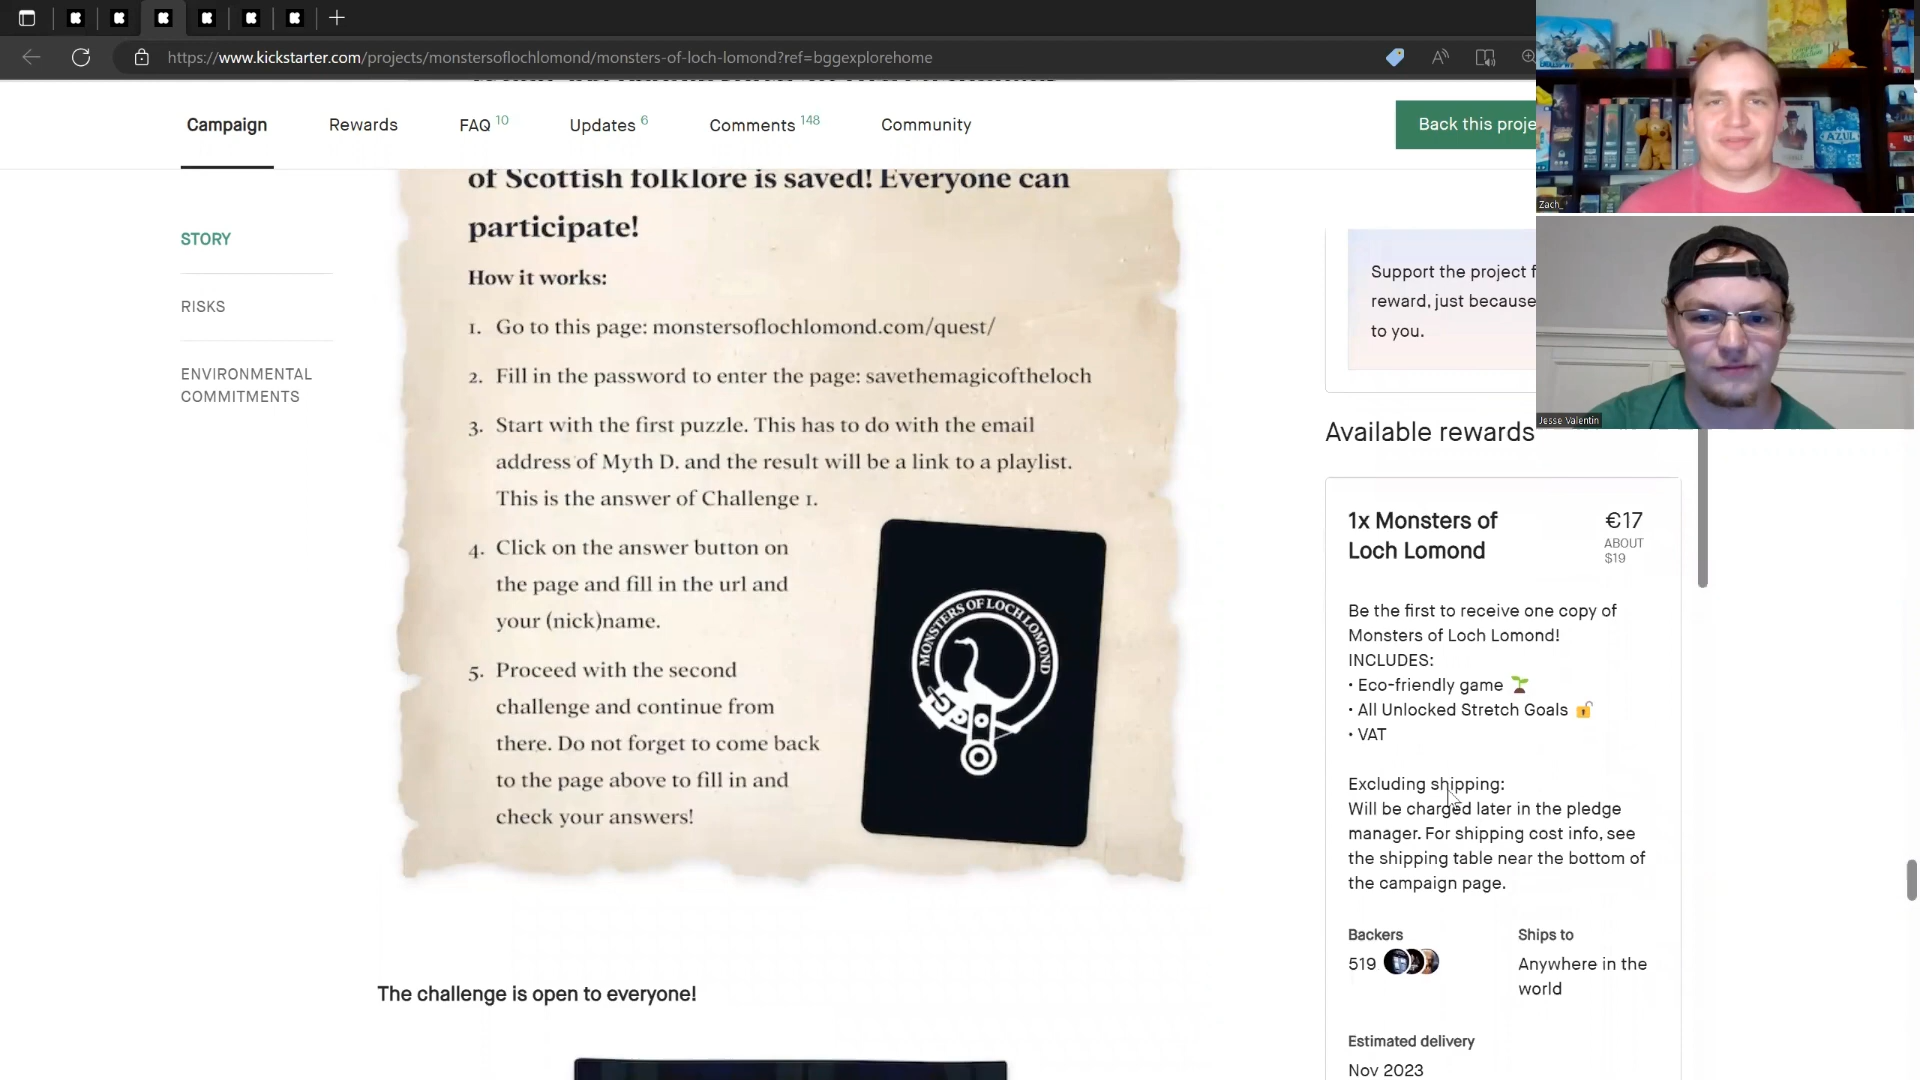 https://www.kickstarter.com/projects/monstersoflochlomond/monsters-of-loch-lomond?ref=bggexplorehome
Campaign
Rewards
FAQ 10
Updates 6
Comments 148
Community
Back this proje
STORY
RISKS
ENVIRONMENTAL
COMMITMENTS
of Scottish folklore is saved! Everyone can
participate!
How it works:
1. Go to this page: monstersoflochlomond.com/quest/
2. Fill in the password to enter the page: savethemagicoftheloch
3. Start with the first puzzle. This has to do with the email
address of Myth D. and the result will be a link to a playlist.
This is the answer of Challenge 1.
4. Click on the answer button on
the page and fill in the url and
your (nick)name.
5. Proceed with the second
challenge and continue from
there. Do not forget to come back
to the page above to fill in and
check your answers!
MONSTERS OF LOCH LOMOND
The challenge is open to everyone!
Support the project f
reward, just because
to you.
Available rewards
1x Monsters of
Loch Lomond
€17
ABOUT
$19
Be the first to receive one copy of
Monsters of Loch Lomond!
INCLUDES:
• Eco-friendly game
• All Unlocked Stretch Goals
• VAT
Excluding shipping:
Will be charged later in the pledge
manager. For shipping cost info, see
the shipping table near the bottom of
the campaign page.
Backers
519
Ships to
Anywhere in the
world
Estimated delivery
Nov 2023
AZUL
Zach_
Jesse Valentin